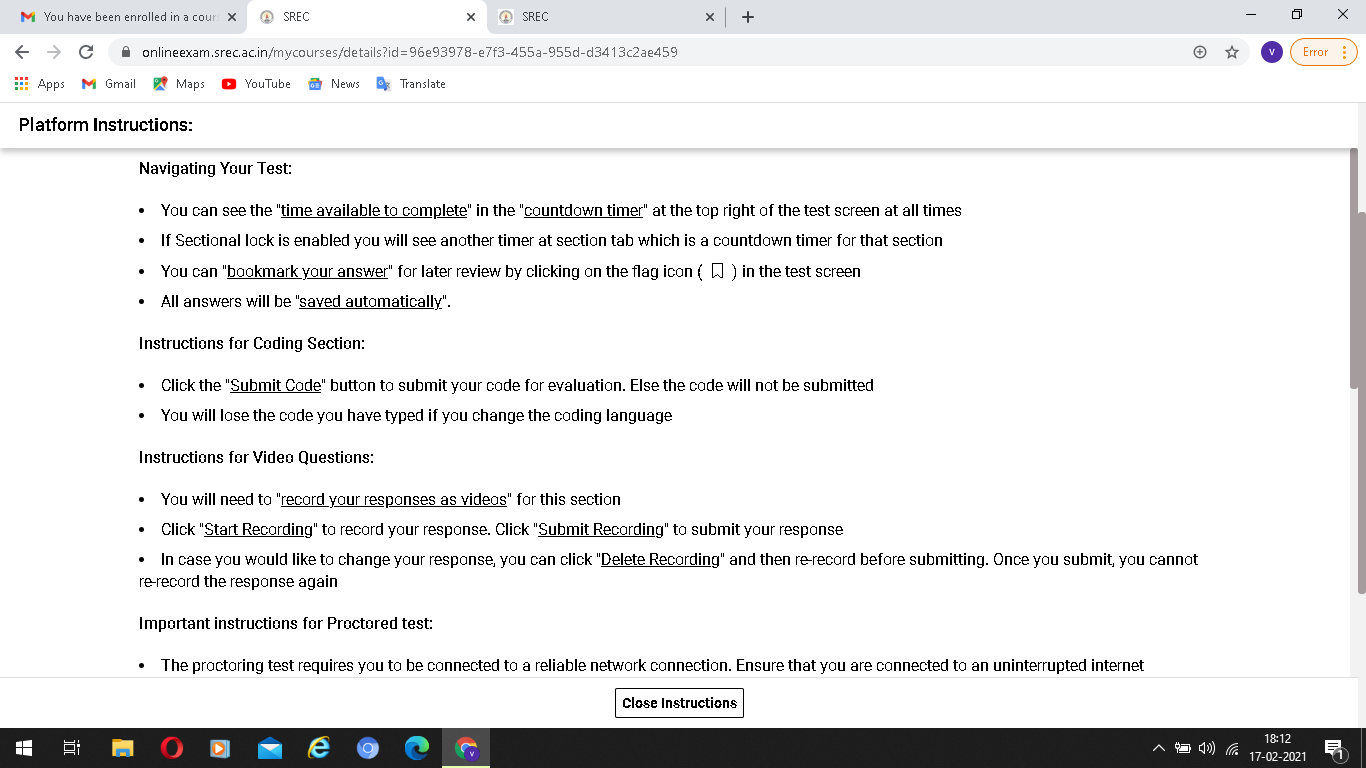 You have been enrolled in a cour
SREC
SREC
onlineexam.srec.ac.in/mycourses/details?id=96e93978-e7f3-455a-955d-d3413c2ae459
v
Error
Apps
Gmail
Maps
YouTube
News
Translate
Platform Instructions:
Navigating Your Test:
• You can see the "time available to complete" in the "countdown timer" at the top right of the test screen at all times
• If Sectional lock is enabled you will see another timer at section tab which is a countdown timer for that section
• You can "bookmark your answer" for later review by clicking on the flag icon ( ) in the test screen
• All answers will be "saved automatically".
Instructions for Coding Section:
• Click the "Submit Code" button to submit your code for evaluation. Else the code will not be submitted
• You will lose the code you have typed if you change the coding language
Instructions for Video Questions:
• You will need to "record your responses as videos" for this section
• Click "Start Recording" to record your response. Click "Submit Recording" to submit your response
• In case you would like to change your response, you can click "Delete Recording" and then re-record before submitting. Once you submit, you cannot
re-record the response again
Important instructions for Proctored test:
• The proctoring test requires you to be connected to a reliable network connection. Ensure that you are connected to an uninterrupted internet
Close Instructions
v
18:12
17-02-2021
1